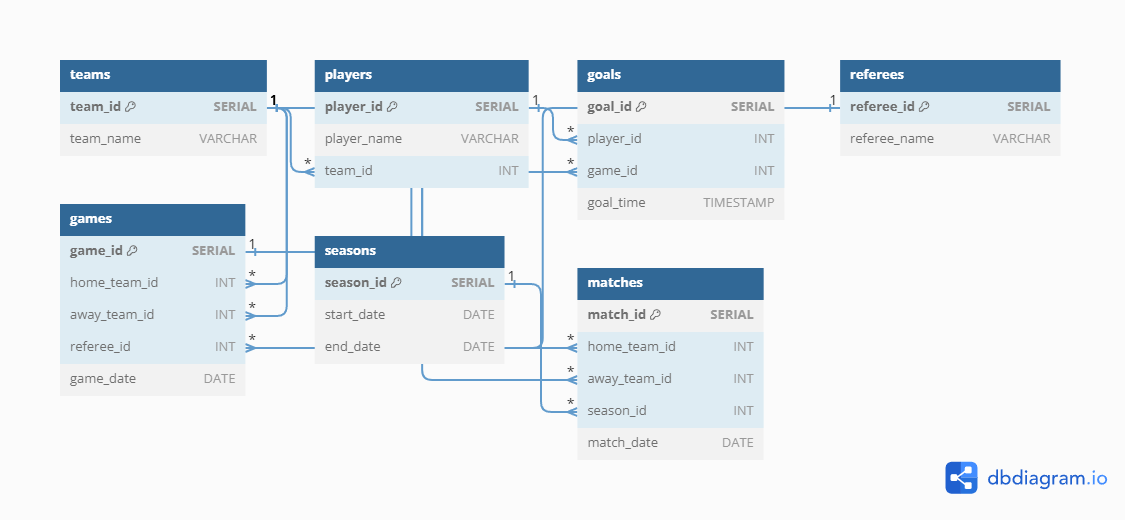 teams
team_id SERIAL
team_name VARCHAR
players
player_id SERIAL
player_name VARCHAR
team_id INT
goals
goal_id SERIAL
player_id INT
game_id INT
goal_time TIMESTAMP
referees
referee_id SERIAL
referee_name VARCHAR
games
game_id SERIAL
home_team_id INT
away_team_id INT
referee_id INT
game_date DATE
seasons
season_id SERIAL
start_date DATE
end_date DATE
matches
match_id SERIAL
home_team_id INT
away_team_id INT
season_id INT
match_date DATE
1
*
1
*
*
1
1
*
*
*
1
*
*
*
dbdiagram.io